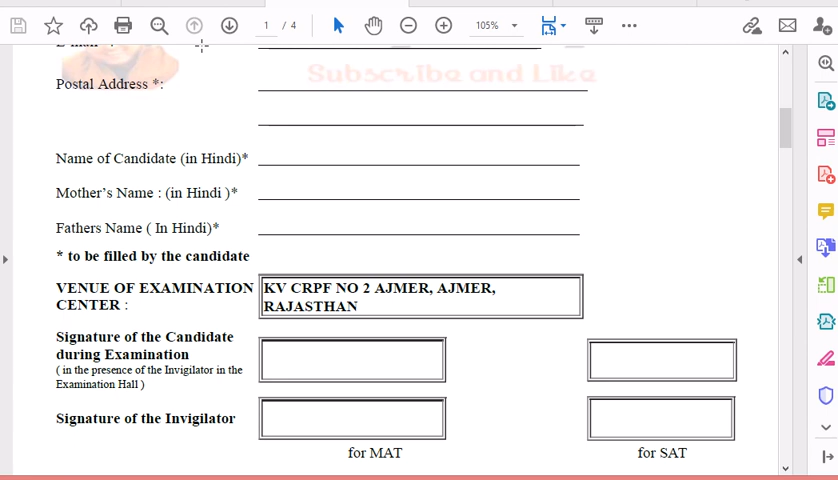 1 / 4
105%
Subscribe and Like
Postal Address *:
Name of Candidate (in Hindi)*
Mother's Name : (in Hindi )*
Fathers Name ( In Hindi)*
* to be filled by the candidate
VENUE OF EXAMINATION CENTER :
KV CRPF NO 2 AJMER, AJMER,
RAJASTHAN
Signature of the Candidate
during Examination
( in the presence of the Invigilator in the
Examination Hall )
Signature of the Invigilator
for MAT
for SAT